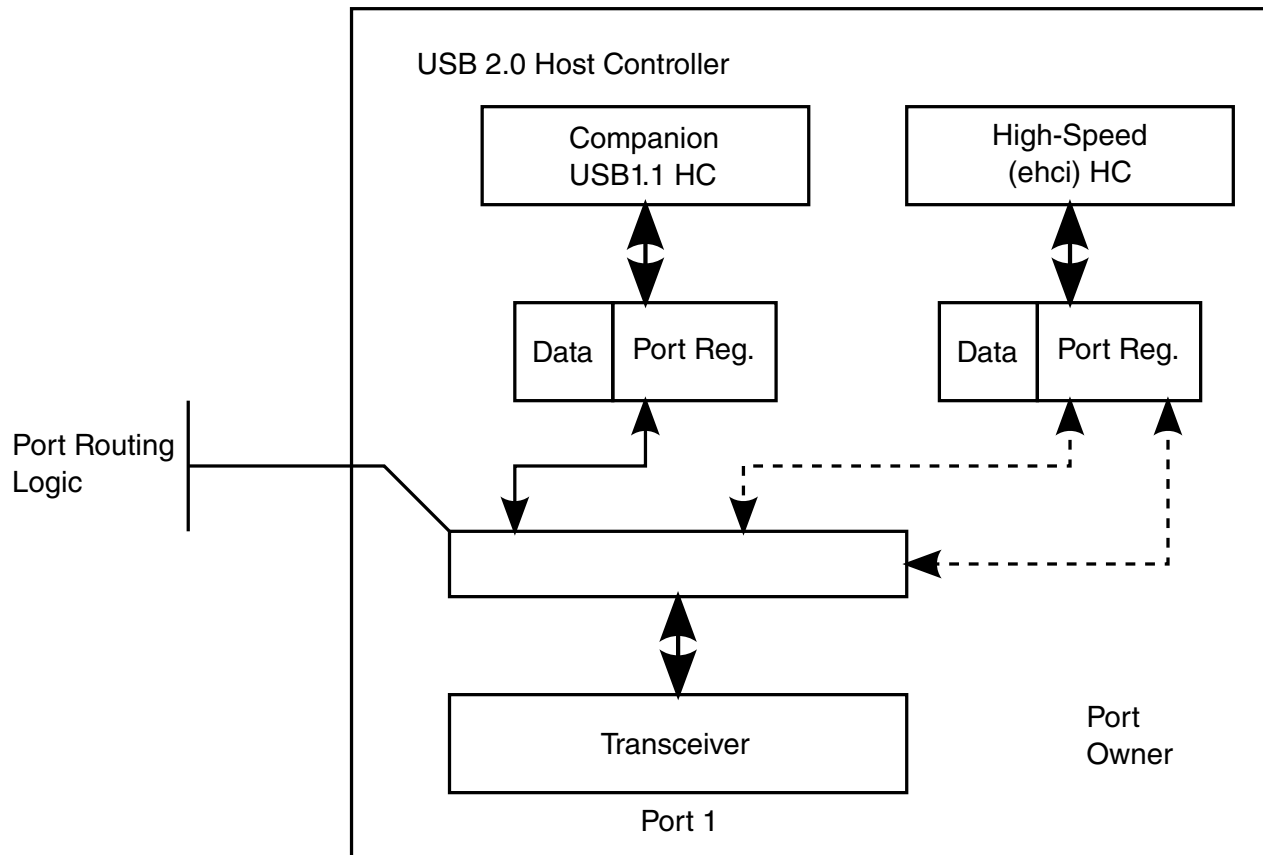 USB 2.0 Host Controller
Companion
USB1.1 HC
High-Speed
(ehci) HC
Data
Port Reg.
Data
Port Reg.
Port Routing
Logic
Transceiver
Port 1
Port
Owner